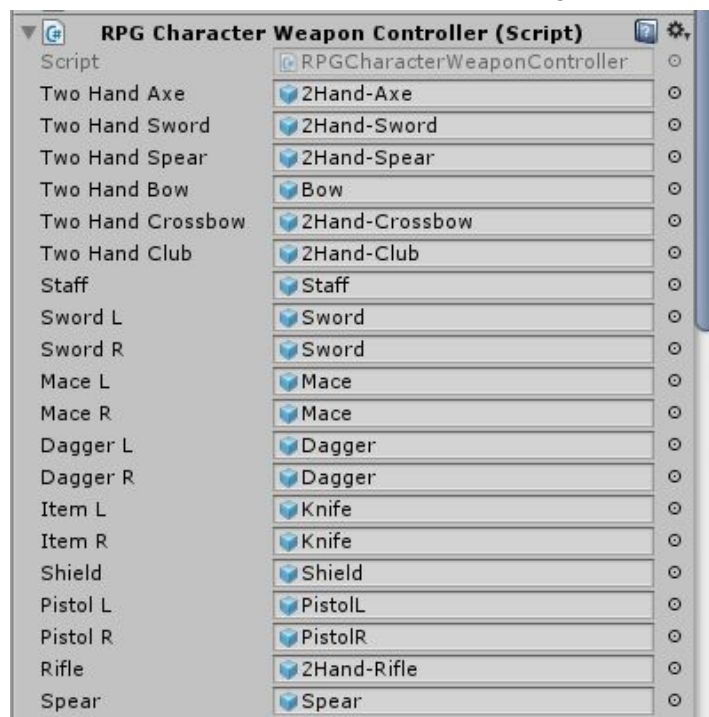 RPG Character Weapon Controller (Script)
Script RPGCharacterWeaponController
Two Hand Axe 2Hand-Axe
Two Hand Sword 2Hand-Sword
Two Hand Spear 2Hand-Spear
Two Hand Bow Bow
Two Hand Crossbow 2Hand-Crossbow
Two Hand Club 2Hand-Club
Staff Staff
Sword L Sword
Sword R Sword
Mace L Mace
Mace R Mace
Dagger L Dagger
Dagger R Dagger
Item L Knife
Item R Knife
Shield Shield
Pistol L PistolL
Pistol R PistolR
Rifle 2Hand-Rifle
Spear Spear